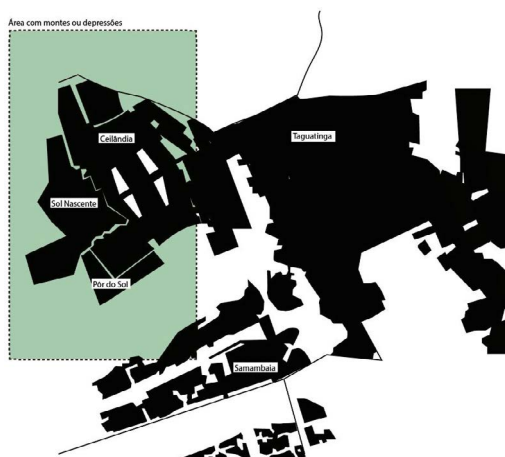 Área com montes ou depressões
Ceilândia
Taguatinga
Sol Nascente
Pôr do Sol
Samambaia